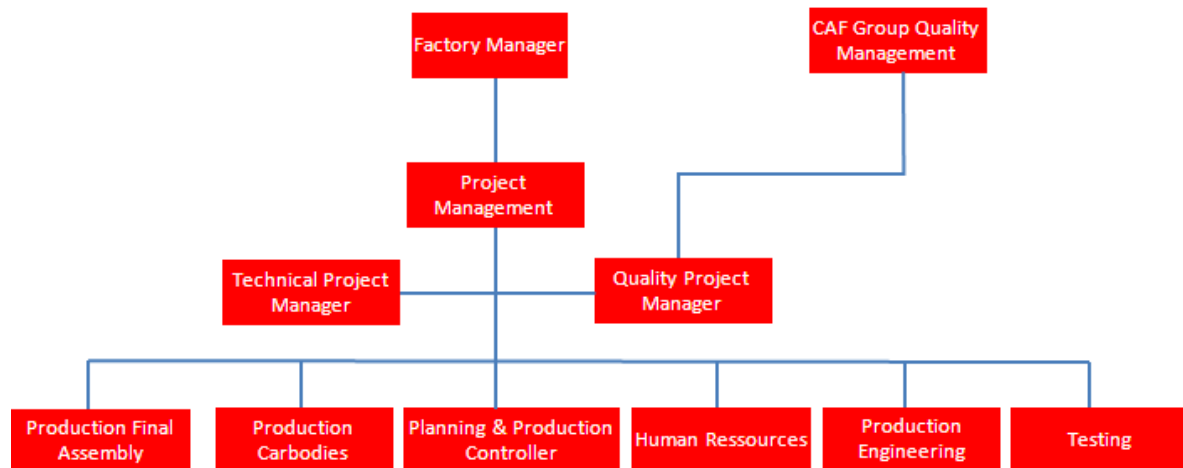 Factory Manager
CAF Group Quality
Management
Project
Management
Technical Project
Manager
Quality Project
Manager
Production Final
Assembly
Production
Carbodies
Planning & Production
Controller
Human Ressources
Production
Engineering
Testing